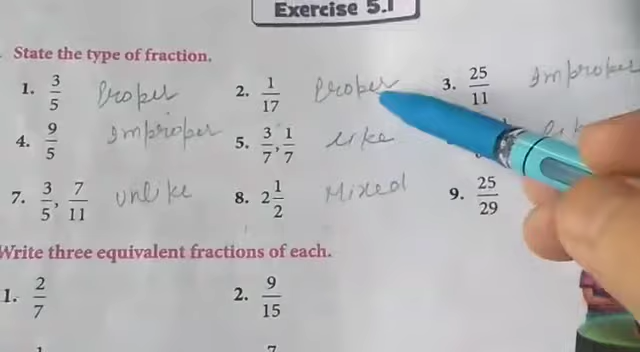 Exercise 5.1
State the type of fraction.
1. 3/5 Proper 2. 1/17 Proper 3. 25/11 Improper
4. 9/5 Improper 5. 3/7, 1/7 like
7. 3/5, 7/11 unlike 8. 2 1/2 Mixed 9. 25/29
Write three equivalent fractions of each.
1. 2/7 2. 9/15